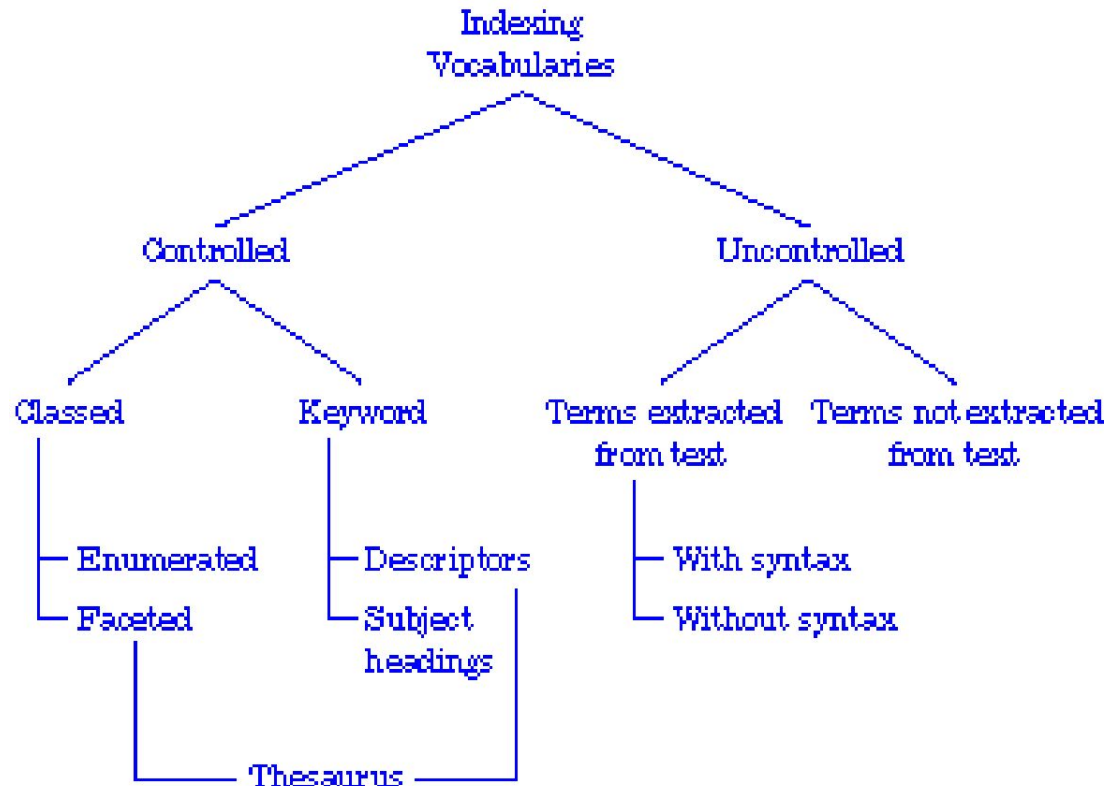 Indexing
Vocabularies
Controlled
Uncontrolled
Classed
Keyword
Terms extracted
from text
Terms not extracted
from text
Enumerated
Faceted
Descriptors
Subject
headings
With syntax
Without syntax
Thesaurus